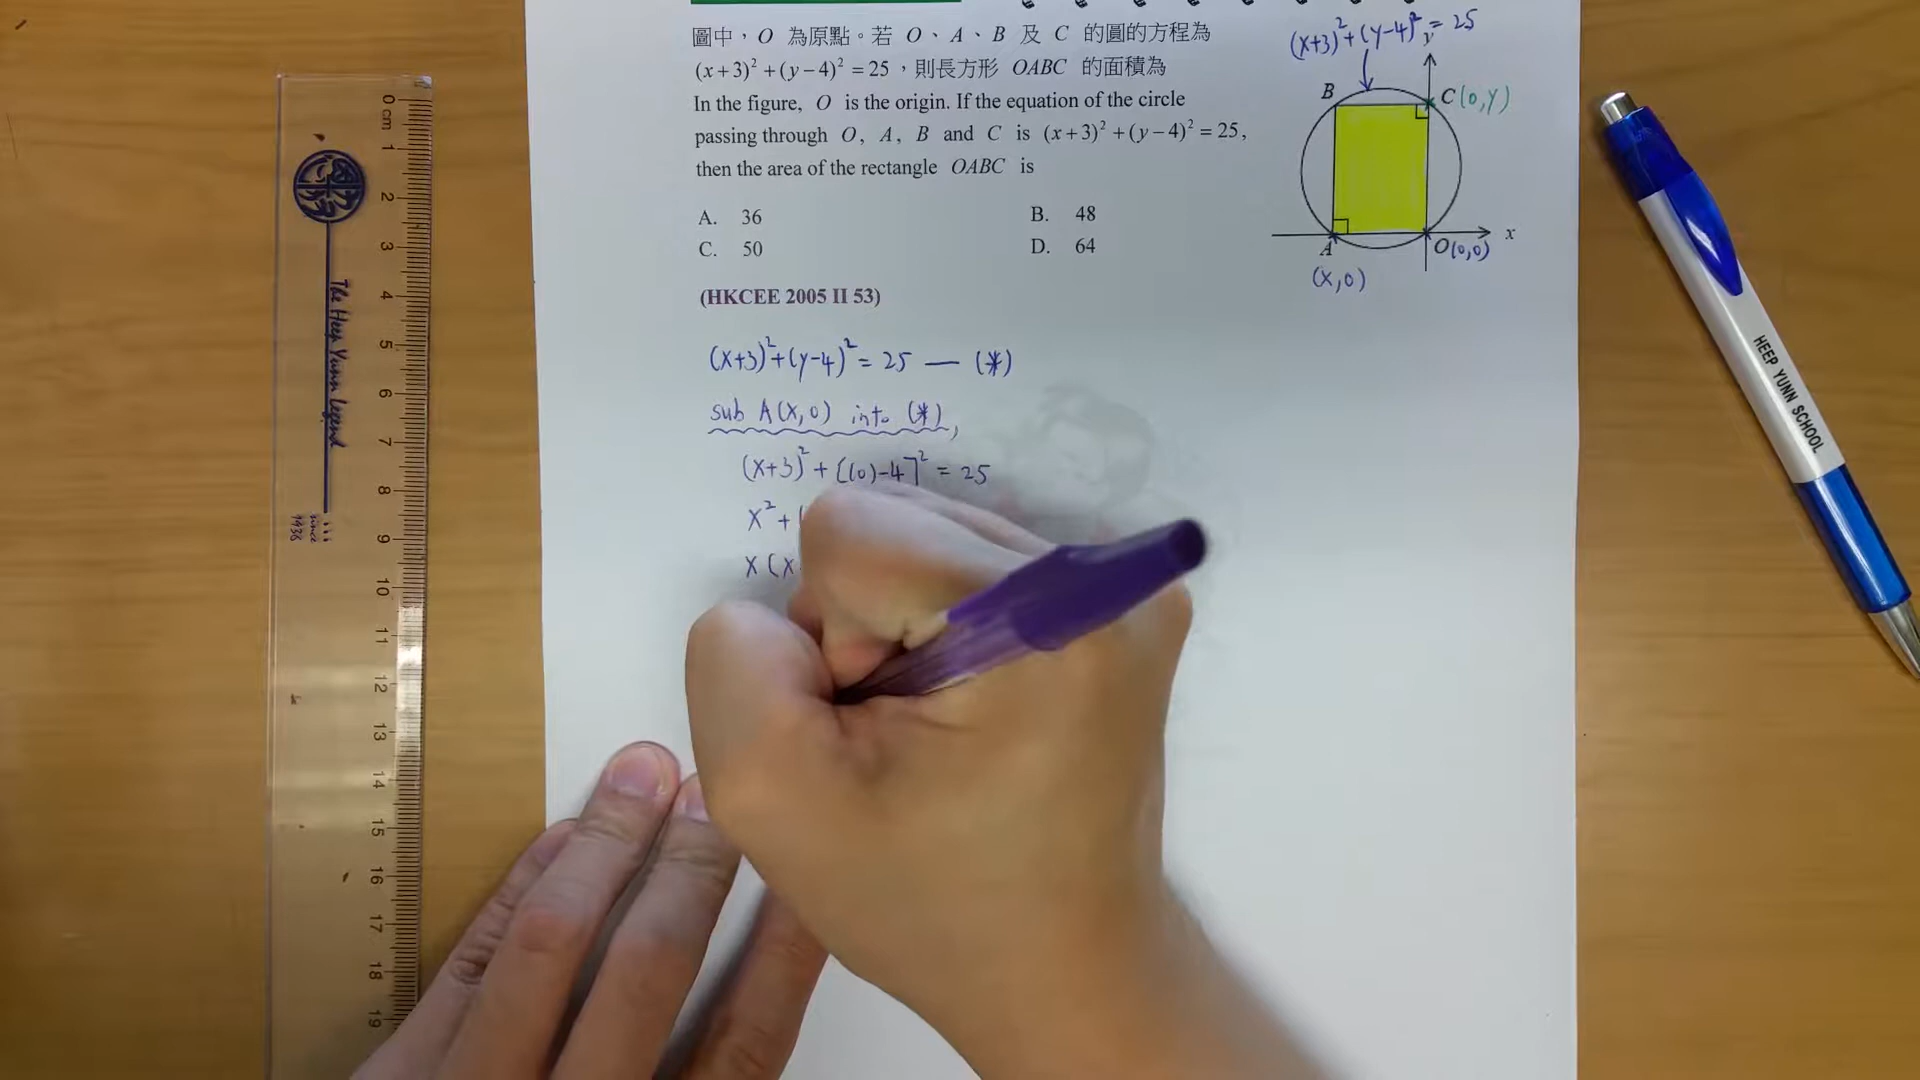 圖中，O 為原點。若 O、A、B 及 C 的圓的方程為
(x+3)² + (y−4)² = 25，則長方形 OABC 的面積為
In the figure, O is the origin. If the equation of the circle
passing through O, A, B and C is (x+3)² + (y−4)² = 25,
then the area of the rectangle OABC is
A. 36
B. 48
C. 50
D. 64
(HKCEE 2005 II 53)
(x+3)²+(y-4)² = 25
y
B
C(0,y)
x
A
O(0,0)
(x,0)
(x+3)²+(y-4)² = 25 — (*)
sub A(x,0) into (*),
(x+3)² + [(0)-4]² = 25
x² +
x (x
0 cm 1 2 3 4 5 6 7 8 9 10 11 12 13 14 15 16 17 18 19
The Heep Yunn Legend
since
1936
HEEP YUNN SCHOOL